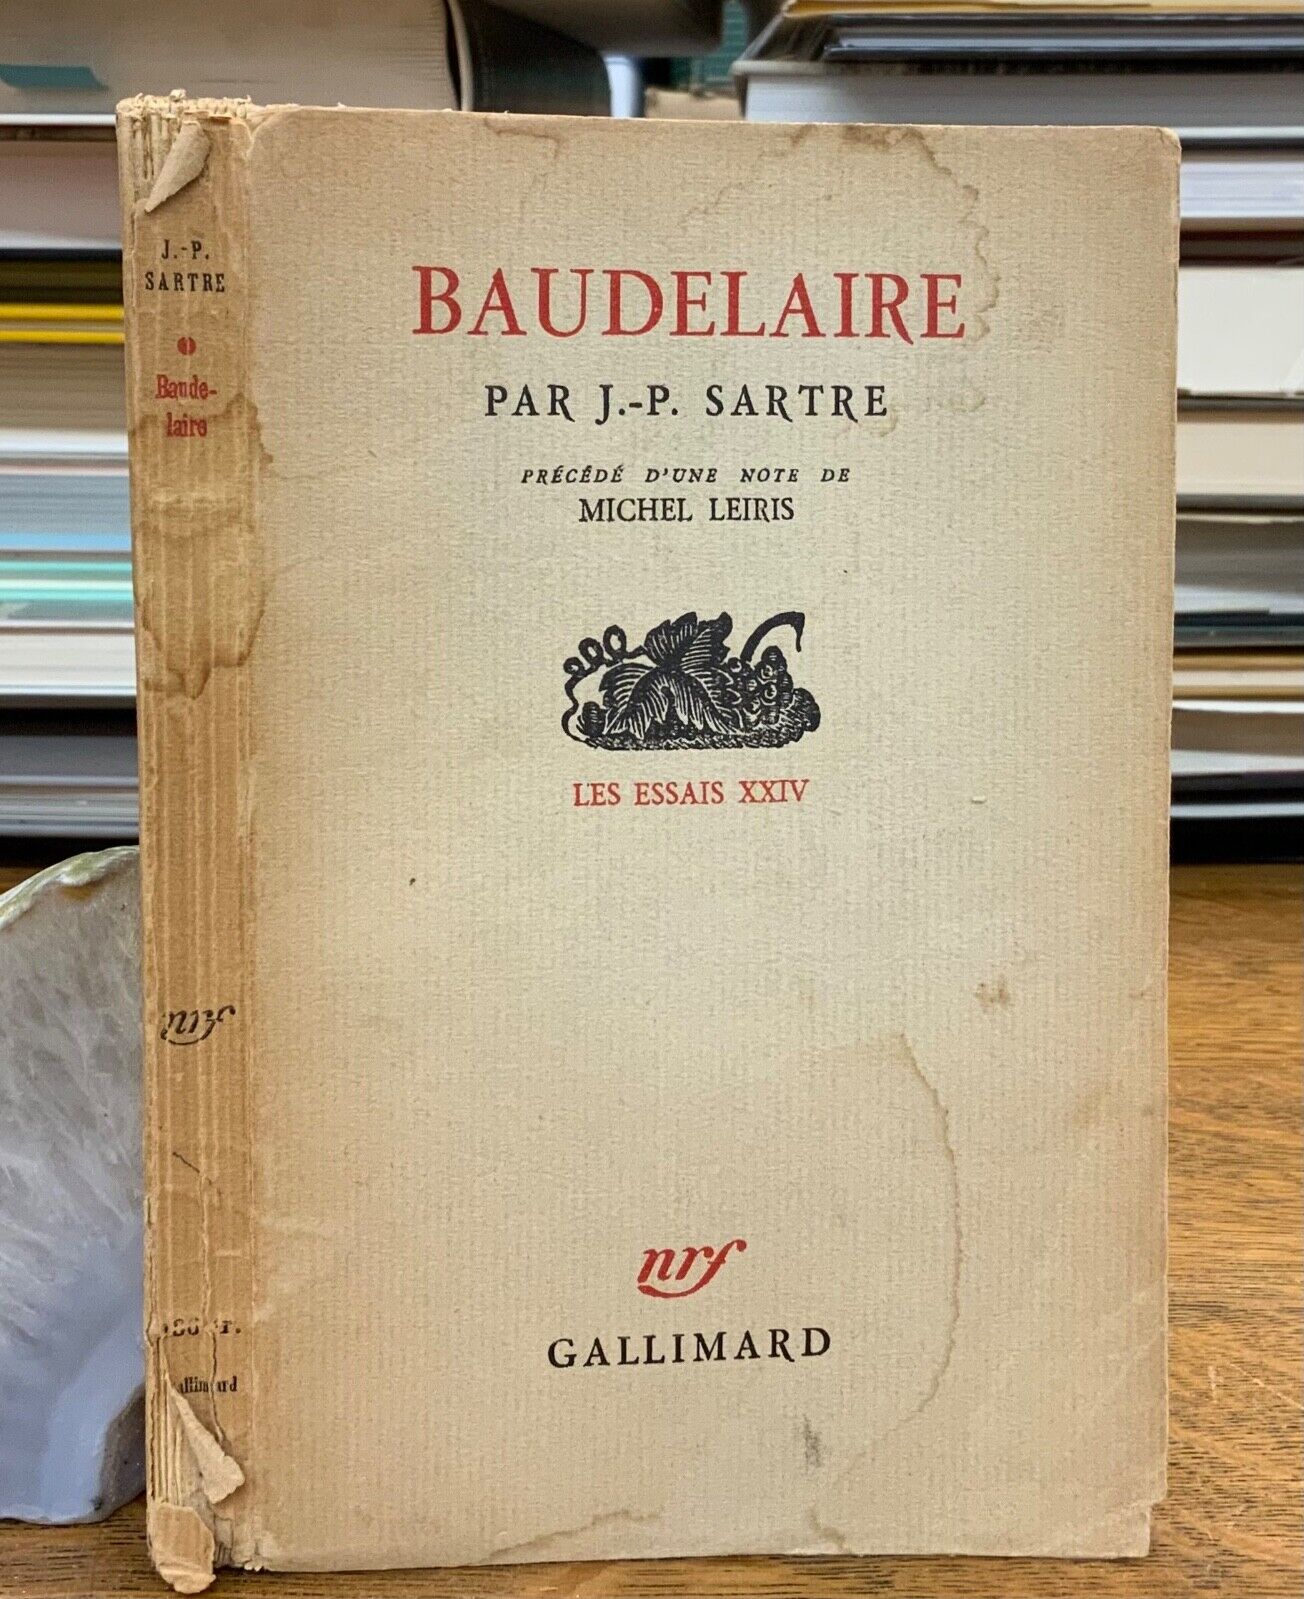 J.-P.
SARTRE
Baude-
laire
nrf
BAUDELAIRE
PAR J.-P. SARTRE
PRÉCÉDÉ D'UNE NOTE DE
MICHEL LEIRIS
LES ESSAIS XXIV
nrf
GALLIMARD